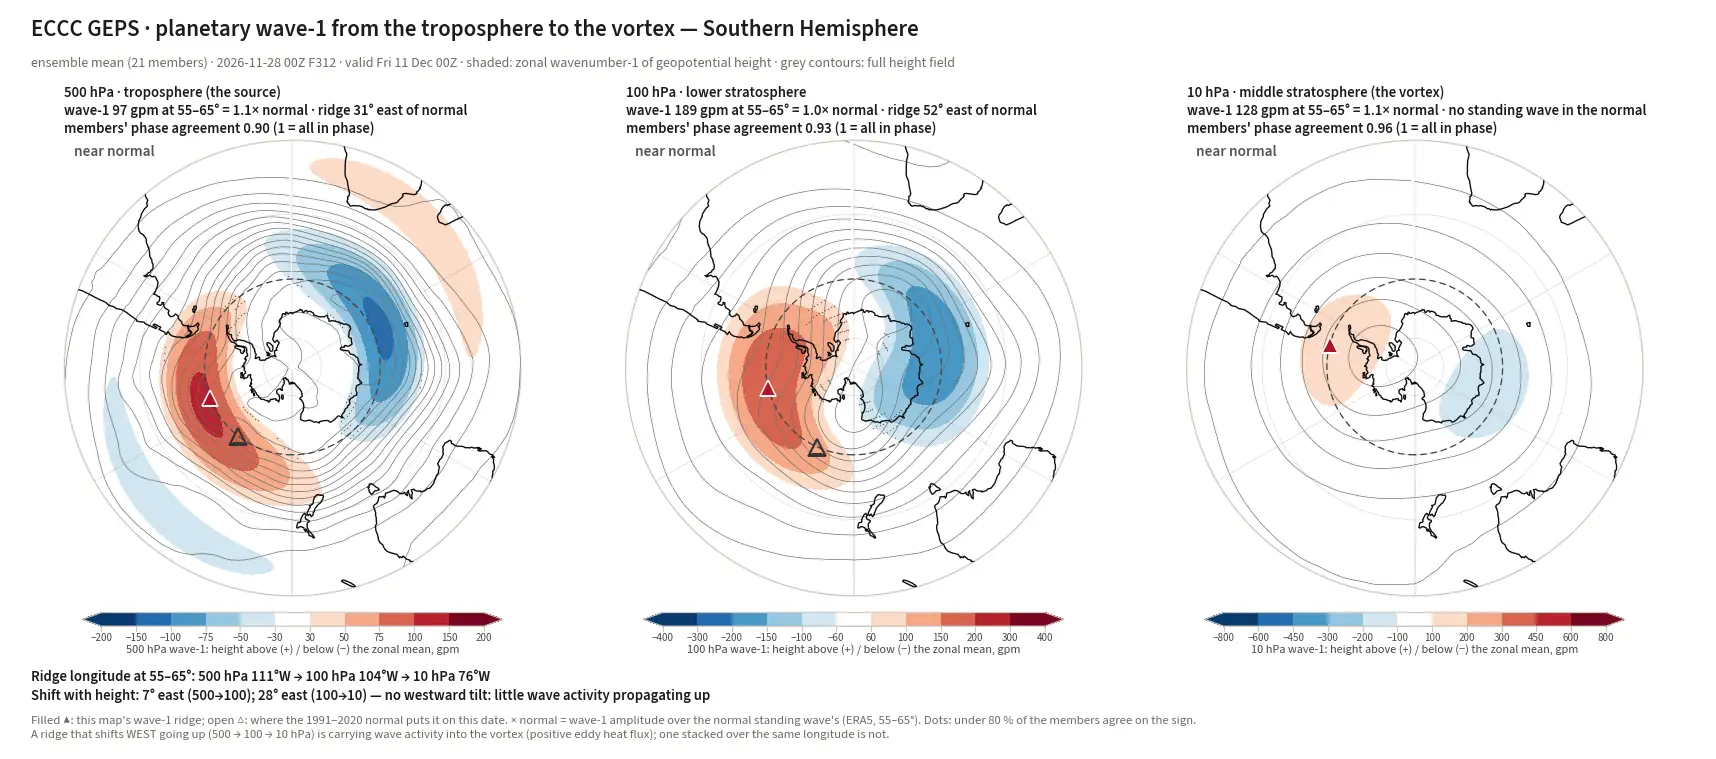 ECCC GEPS · planetary wave-1 from the troposphere to the vortex — Southern Hemisphere
ensemble mean (21 members) · 2026-11-28 00Z F312 · valid Fri 11 Dec 00Z · shaded: zonal wavenumber-1 of geopotential height · grey contours: full height field
500 hPa · troposphere (the source)
wave-1 97 gpm at 55–65° = 1.1× normal · ridge 31° east of normal
members' phase agreement 0.90 (1 = all in phase)
near normal
100 hPa · lower stratosphere
wave-1 189 gpm at 55–65° = 1.0× normal · ridge 52° east of normal
members' phase agreement 0.93 (1 = all in phase)
near normal
10 hPa · middle stratosphere (the vortex)
wave-1 128 gpm at 55–65° = 1.1× normal · no standing wave in the normal
members' phase agreement 0.96 (1 = all in phase)
near normal
−200 −150 −100 −75 −50 −30 30 50 75 100 150 200
500 hPa wave-1: height above (+) / below (−) the zonal mean, gpm
−400 −300 −200 −150 −100 −60 60 100 150 200 300 400
100 hPa wave-1: height above (+) / below (−) the zonal mean, gpm
−800 −600 −450 −300 −200 −100 100 200 300 450 600 800
10 hPa wave-1: height above (+) / below (−) the zonal mean, gpm
Ridge longitude at 55–65°: 500 hPa 111°W → 100 hPa 104°W → 10 hPa 76°W
Shift with height: 7° east (500→100); 28° east (100→10) — no westward tilt: little wave activity propagating up
Filled ▲: this map's wave-1 ridge; open △: where the 1991–2020 normal puts it on this date. × normal = wave-1 amplitude over the normal standing wave's (ERA5, 55–65°). Dots: under 80 % of the members agree on the sign.
A ridge that shifts WEST going up (500 → 100 → 10 hPa) is carrying wave activity into the vortex (positive eddy heat flux); one stacked over the same longitude is not.